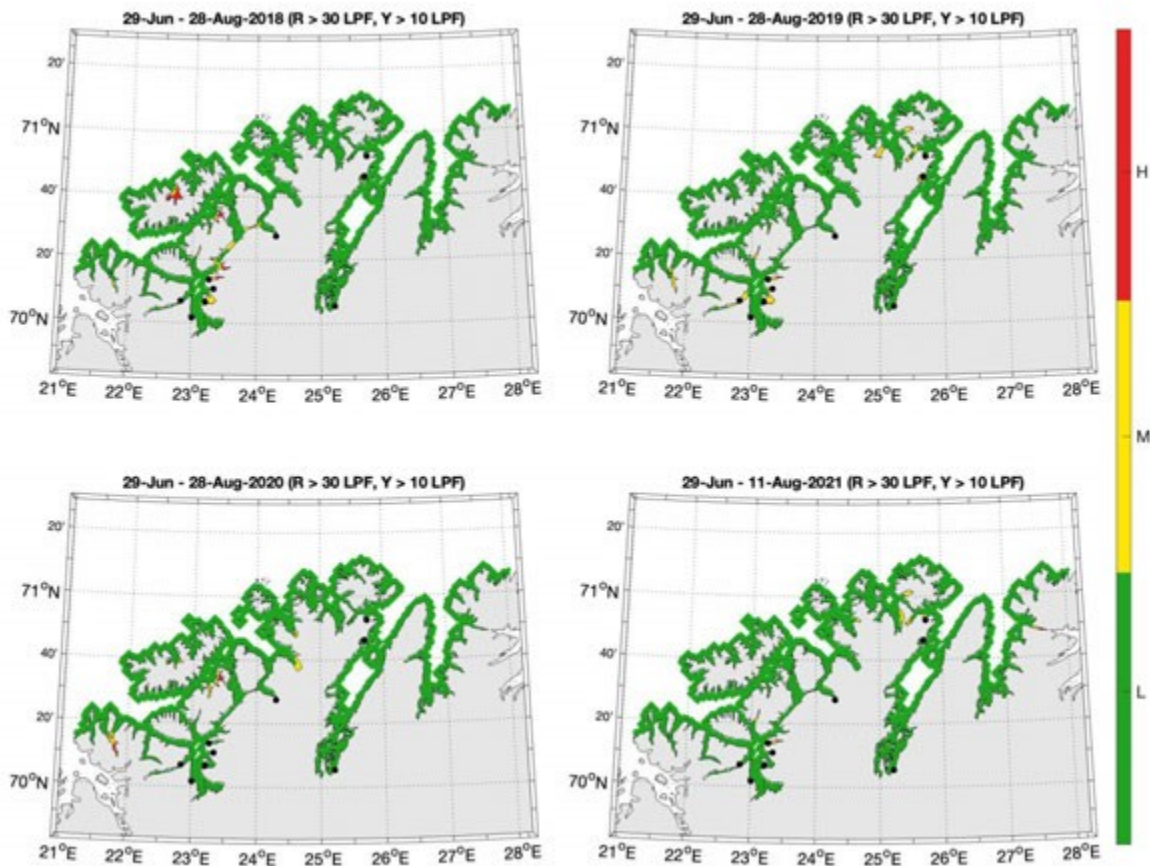 29-Jun - 28-Aug-2018 (R > 30 LPF, Y > 10 LPF)
20'
71°N
40'
20'
70°N
21°E 22°E 23°E 24°E 25°E 26°E 27°E 28°E
29-Jun - 28-Aug-2019 (R > 30 LPF, Y > 10 LPF)
20'
71°N
40'
20'
70°N
21°E 22°E 23°E 24°E 25°E 26°E 27°E 28°E
29-Jun - 28-Aug-2020 (R > 30 LPF, Y > 10 LPF)
20'
71°N
40'
20'
70°N
21°E 22°E 23°E 24°E 25°E 26°E 27°E 28°E
29-Jun - 11-Aug-2021 (R > 30 LPF, Y > 10 LPF)
20'
71°N
40'
20'
70°N
21°E 22°E 23°E 24°E 25°E 26°E 27°E 28°E
H
M
L